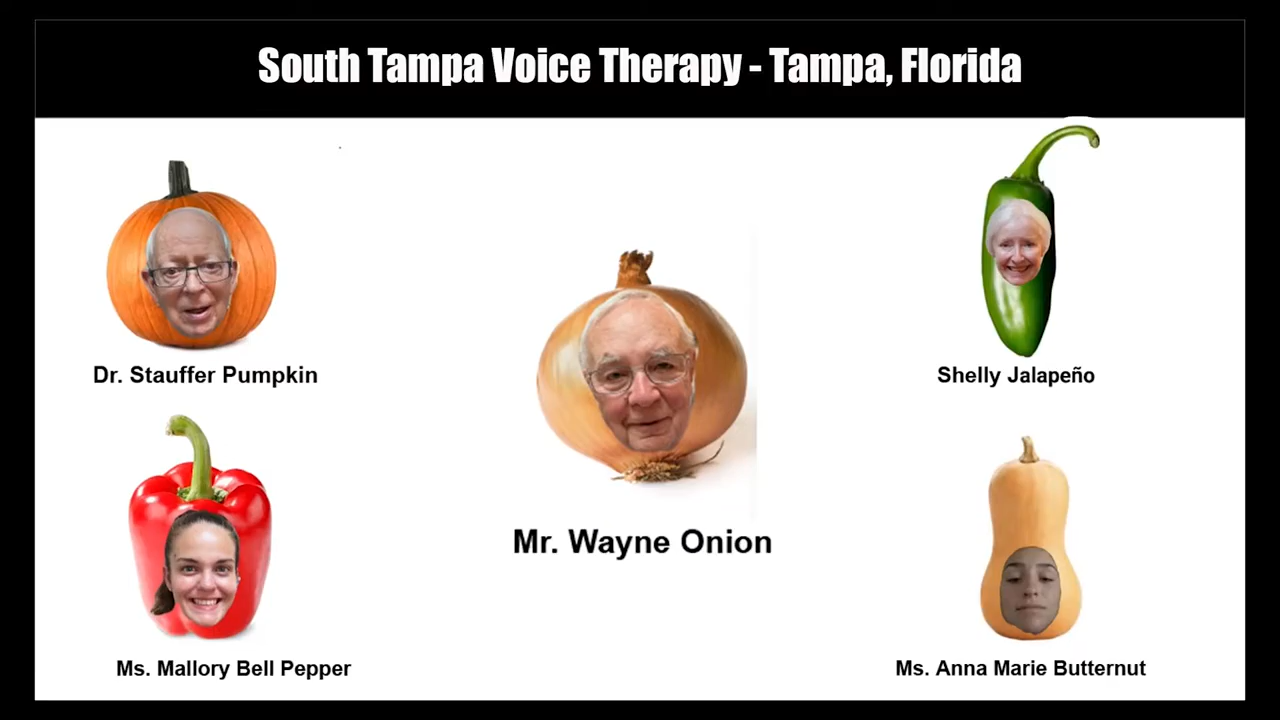 South Tampa Voice Therapy - Tampa, Florida
Dr. Stauffer Pumpkin
Shelly Jalapeño
Mr. Wayne Onion
Ms. Mallory Bell Pepper
Ms. Anna Marie Butternut